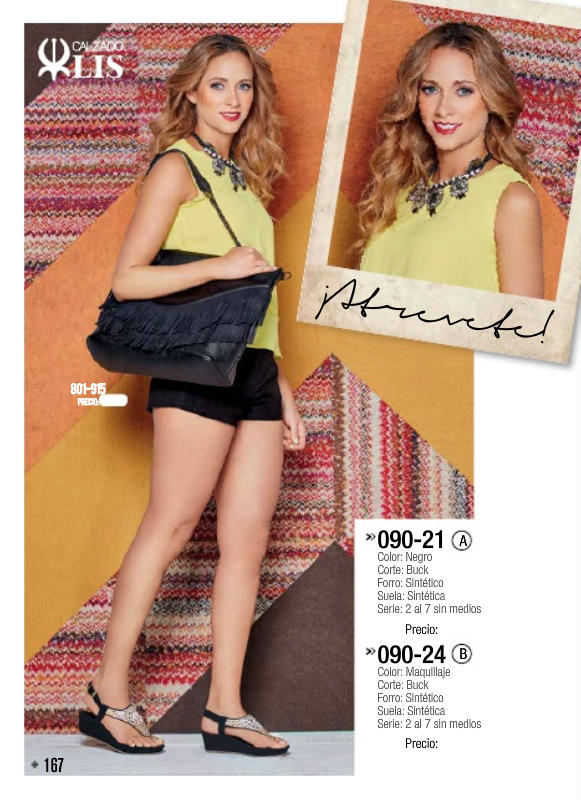 CALZADO
LIS
¡Atrevete!
801-915
PRECIO:
090-21 A
Color: Negro
Corte: Buck
Forro: Sintético
Suela: Sintética
Serie: 2 al 7 sin medios
Precio:
090-24 B
Color: Maquillaje
Corte: Buck
Forro: Sintético
Suela: Sintética
Serie: 2 al 7 sin medios
Precio:
167